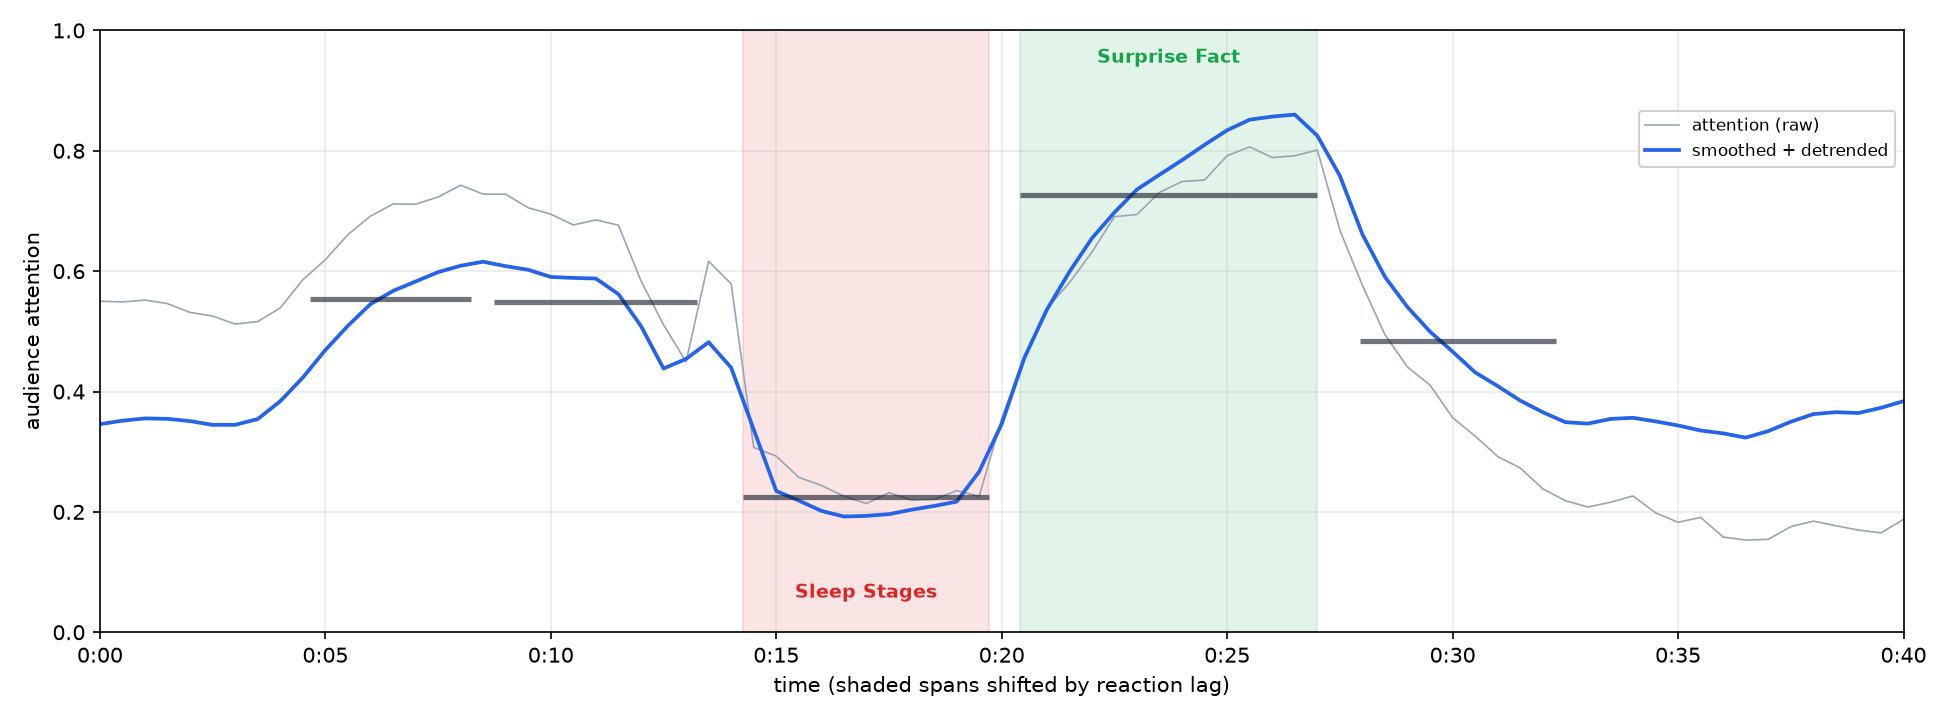 1.0
0.8
0.6
0.4
0.2
0.0
audience attention
Surprise Fact
attention (raw)
smoothed + detrended
Sleep Stages
0:00 0:05 0:10 0:15 0:20 0:25 0:30 0:35 0:40
time (shaded spans shifted by reaction lag)